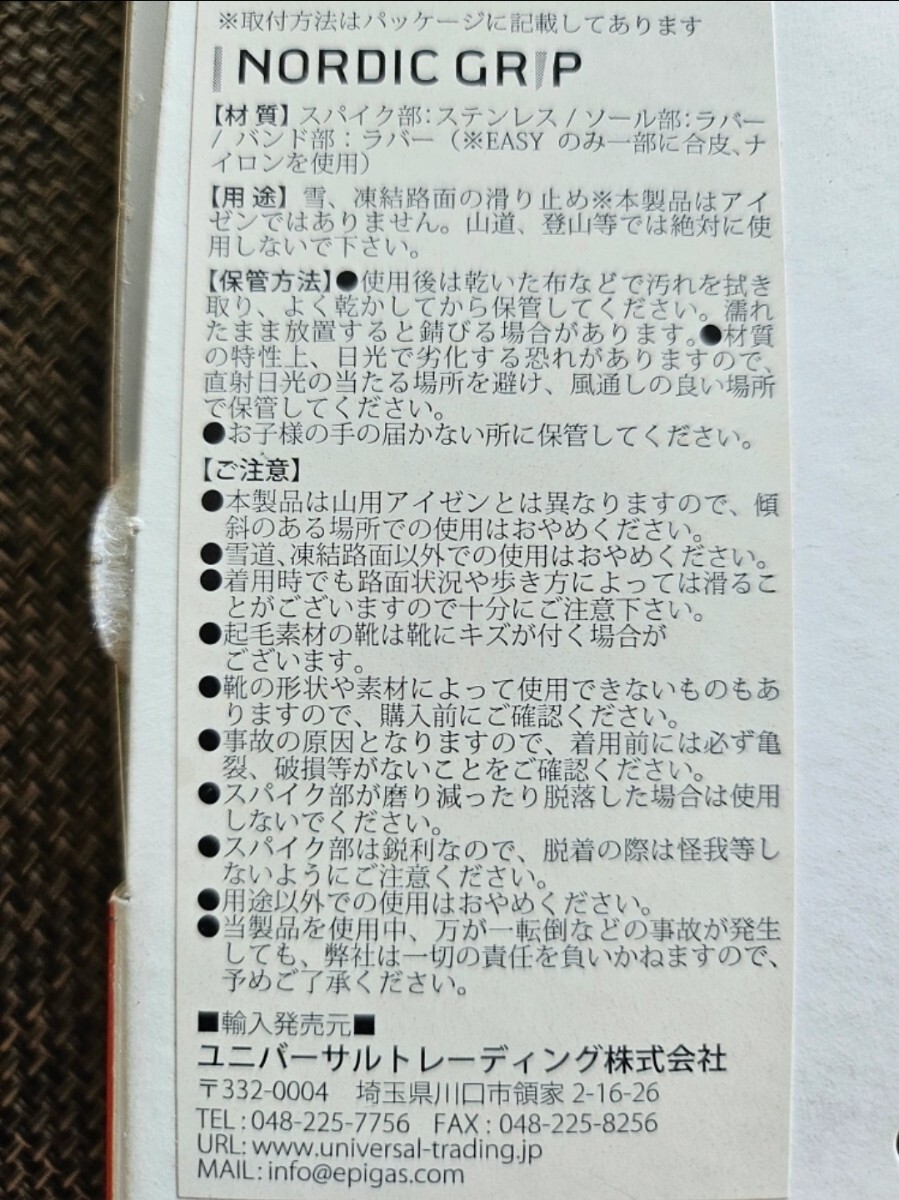 ※取付方法はパッケージに記載してあります
NORDIC GRIP
【材 質】スパイク部：ステンレス / ソール部：ラバー
/ バンド部：ラバー（※EASY のみ一部に合皮、ナ
イロンを使用）
【用 途】雪、凍結路面の滑り止め※本製品はアイ
ゼンではありません。山道、登山等では絶対に使
用しないで下さい。
【保管方法】●使用後は乾いた布などで汚れを拭き
取り、よく乾かしてから保管してください。濡れ
たまま放置すると錆びる場合があります。●材質
の特性上、日光で劣化する恐れがありますので、
直射日光の当たる場所を避け、風通しの良い場所
で保管してください。
●お子様の手の届かない所に保管してください。
【ご注意】
●本製品は山用アイゼンとは異なりますので、傾
斜のある場所での使用はおやめください。
●雪道、凍結路面以外での使用はおやめください。
●着用時でも路面状況や歩き方によっては滑るこ
とがございますので十分にご注意下さい。
●起毛素材の靴は靴にキズが付く場合が
ございます。
●靴の形状や素材によって使用できないものもあ
りますので、購入前にご確認ください。
●事故の原因となりますので、着用前には必ず亀
裂、破損等がないことをご確認ください。
●スパイク部が磨り減ったり脱落した場合は使用
しないでください。
●スパイク部は鋭利なので、脱着の際は怪我等し
ないようにご注意ください。
●用途以外での使用はおやめください。
●当製品を使用中、万が一転倒などの事故が発生
しても、弊社は一切の責任を負いかねますので、
予めご了承ください。
■輸入発売元■
ユニバーサルトレーディング株式会社
〒332-0004 埼玉県川口市領家 2-16-26
TEL：048-225-7756 FAX：048-225-8256
URL：www.universal-trading.jp
MAIL：info@epigas.com